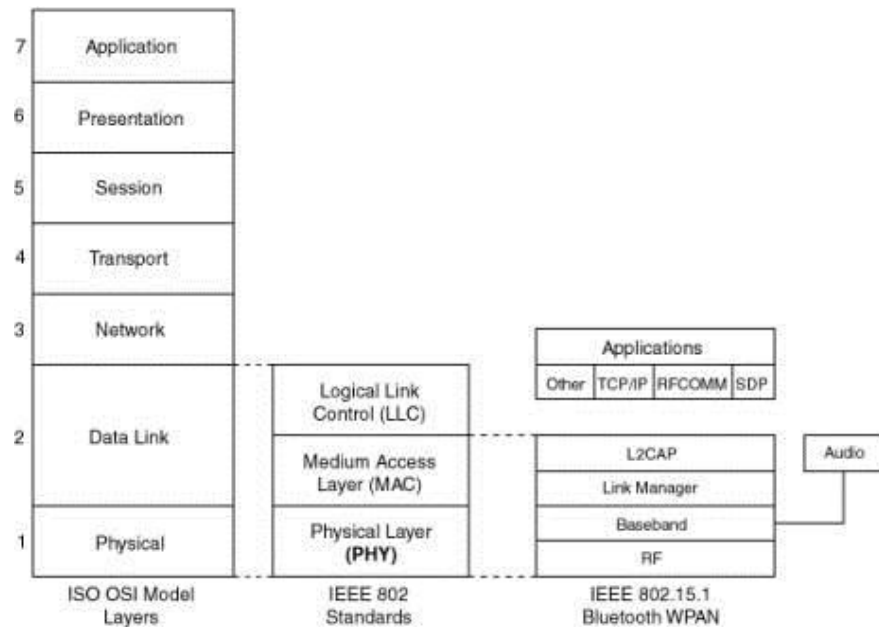 7
Application
6
Presentation
5
Session
4
Transport
3
Network
2
Data Link
1
Physical
ISO OSI Model
Layers
Logical Link
Control (LLC)
Medium Access
Layer (MAC)
Physical Layer
(PHY)
IEEE 802
Standards
Applications
Other TCP/IP RFCOMM SDP
L2CAP
Link Manager
Baseband
RF
Audio
IEEE 802.15.1
Bluetooth WPAN